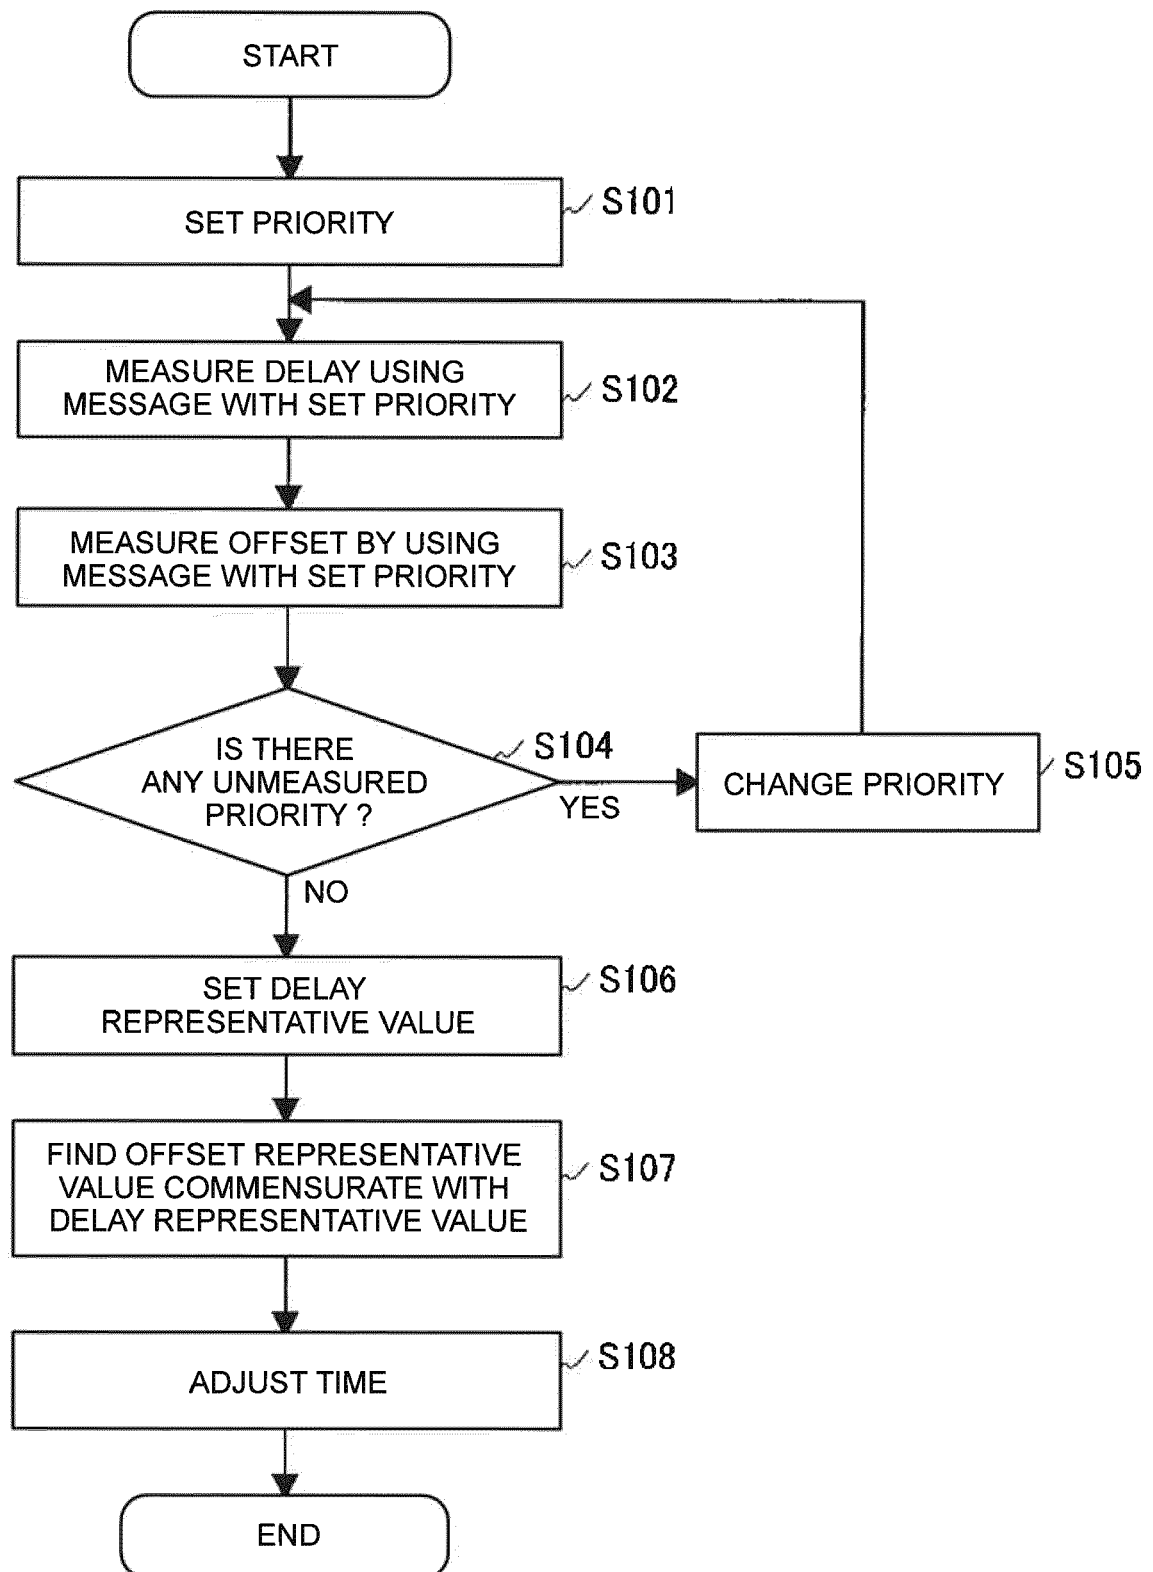 START
SET PRIORITY
S101
MEASURE DELAY USING
MESSAGE WITH SET PRIORITY
S102
MEASURE OFFSET BY USING
MESSAGE WITH SET PRIORITY
S103
IS THERE
ANY UNMEASURED
PRIORITY ?
S104
YES
CHANGE PRIORITY
S105
NO
SET DELAY
REPRESENTATIVE VALUE
S106
FIND OFFSET REPRESENTATIVE
VALUE COMMENSURATE WITH
DELAY REPRESENTATIVE VALUE
S107
ADJUST TIME
S108
END